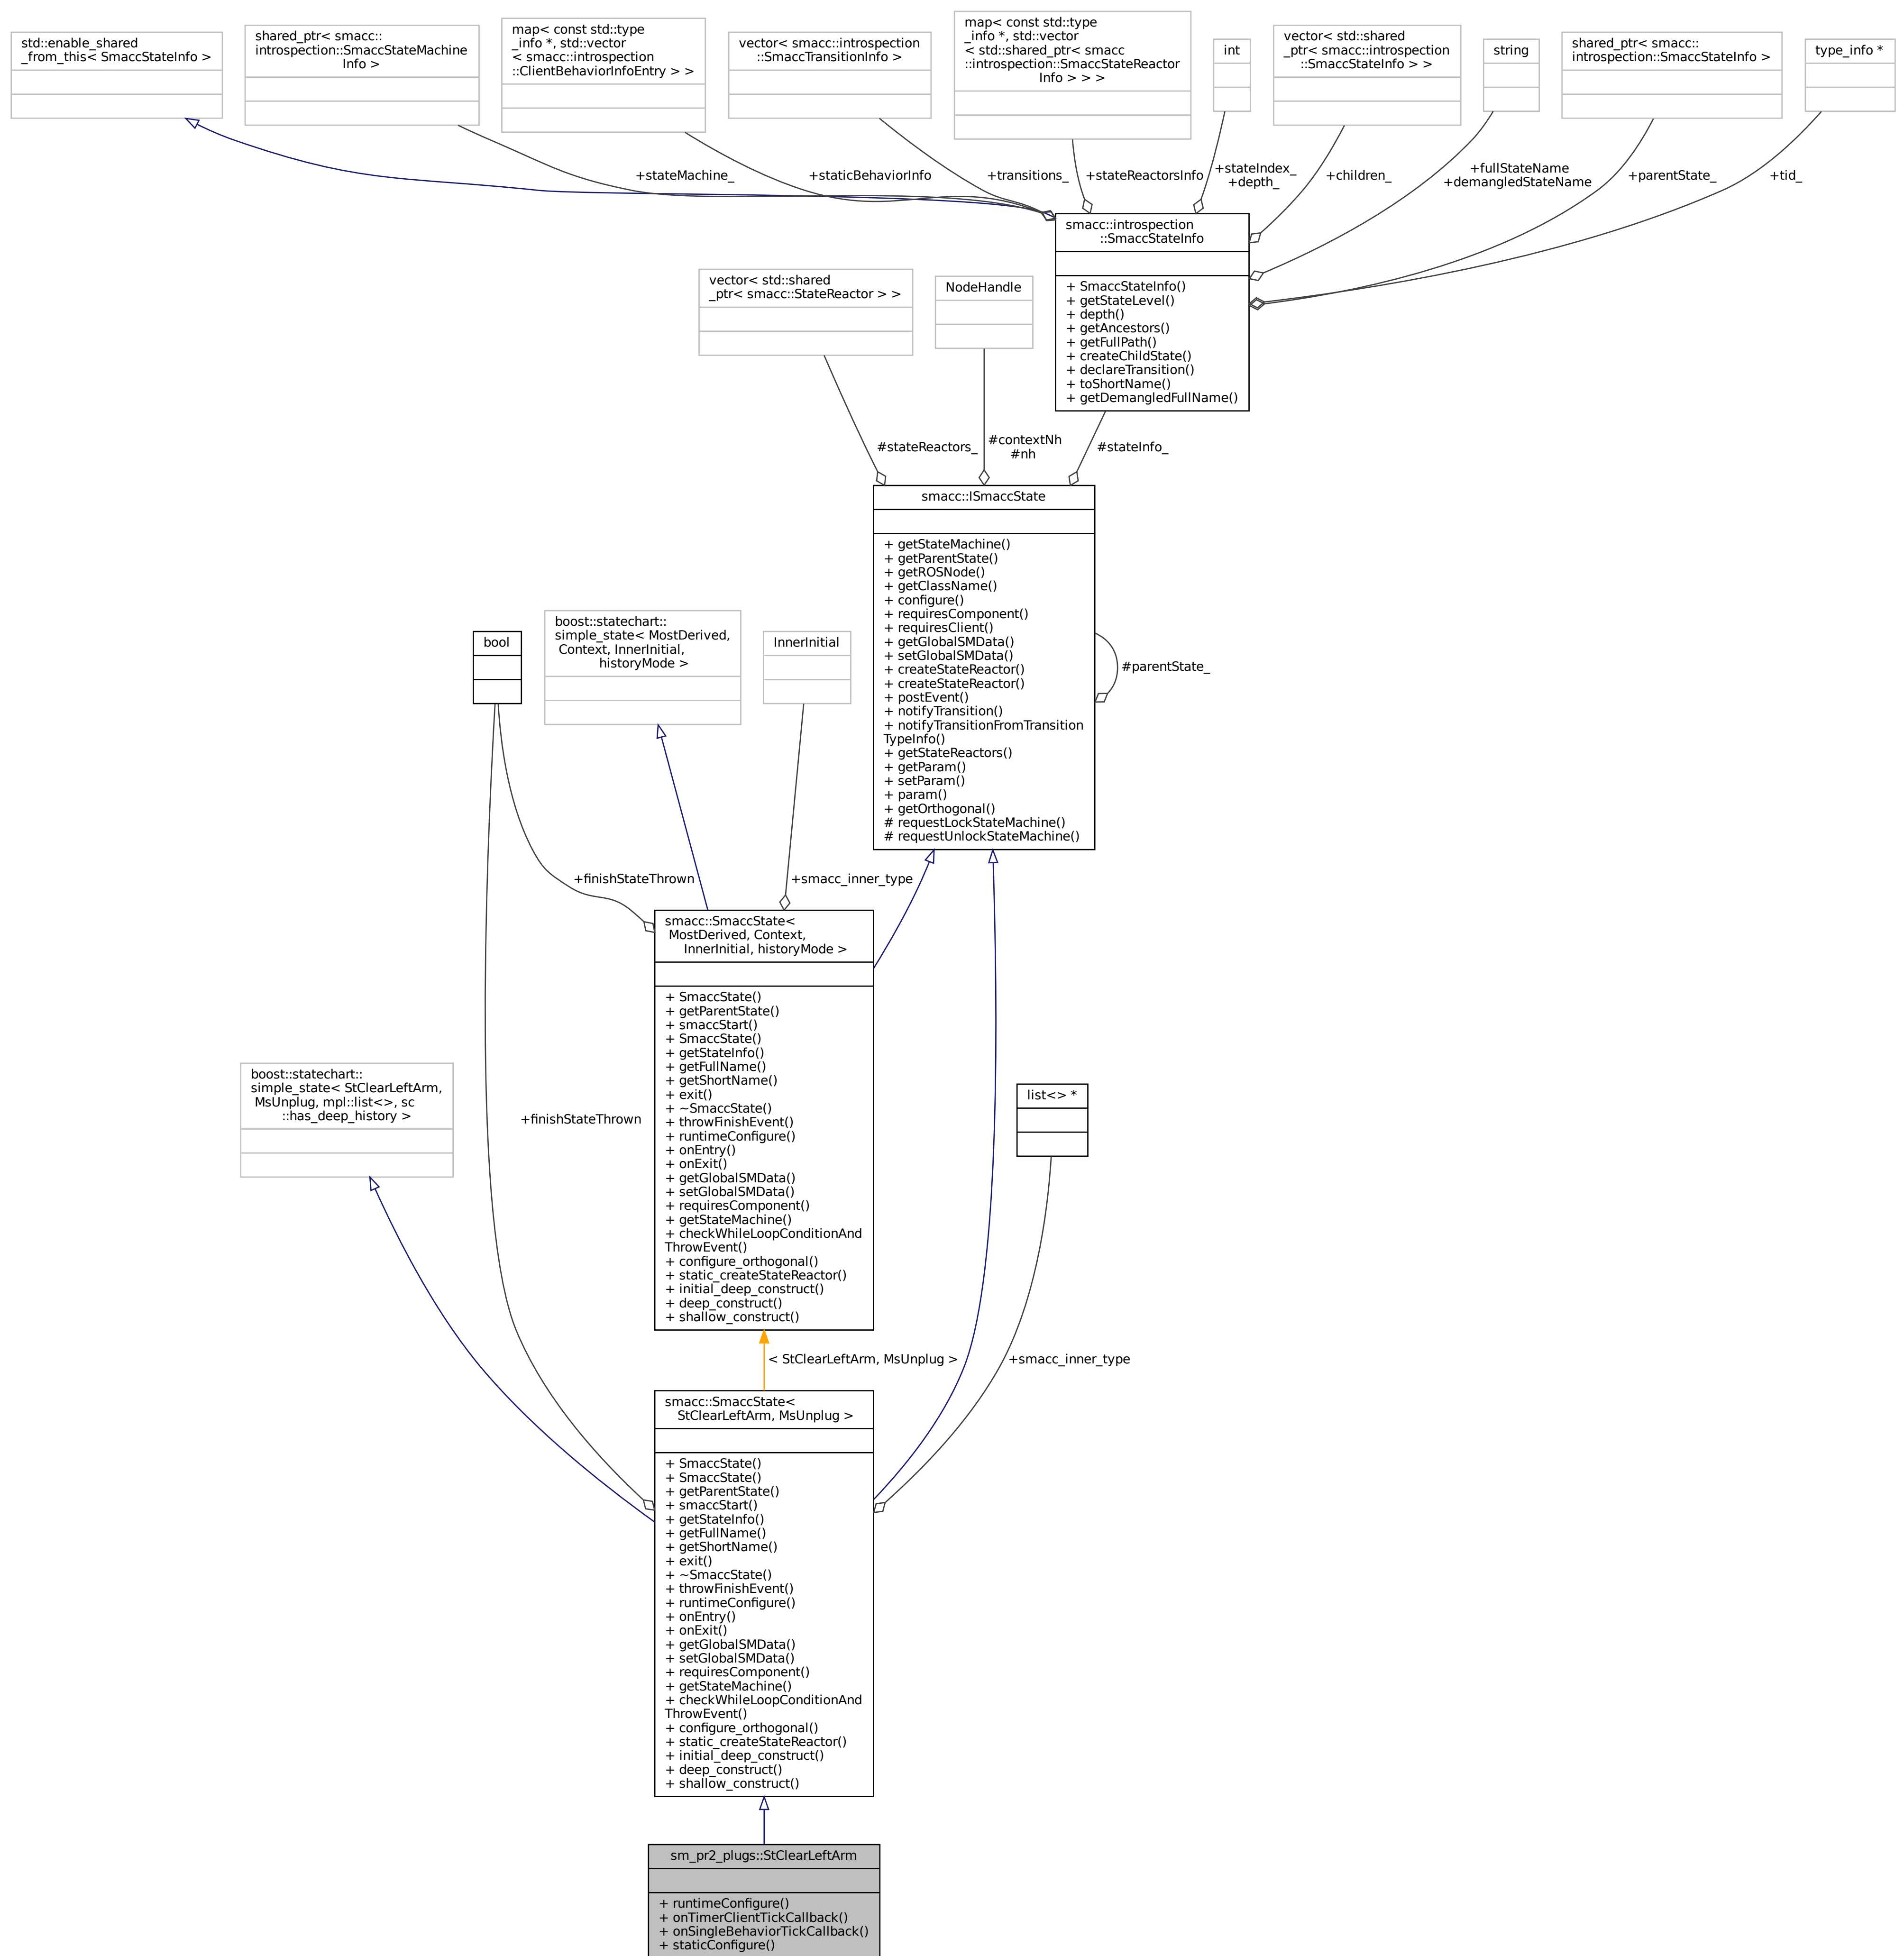 std::enable_shared
_from_this< SmaccStateInfo >
shared_ptr< smacc::
introspection::SmaccStateMachine
Info >
map< const std::type
_info *, std::vector
< smacc::introspection
::ClientBehaviorInfoEntry > >
vector< smacc::introspection
::SmaccTransitionInfo >
map< const std::type
_info *, std::vector
< std::shared_ptr< smacc
::introspection::SmaccStateReactor
Info > > >
int
vector< std::shared
_ptr< smacc::introspection
::SmaccStateInfo > >
string
shared_ptr< smacc::
introspection::SmaccStateInfo >
type_info *
+stateMachine_
+staticBehaviorInfo
+transitions_
+stateReactorsInfo
+stateIndex_
+depth_
+children_
+fullStateName
+demangledStateName
+parentState_
+tid_
smacc::introspection
::SmaccStateInfo
+ SmaccStateInfo()
+ getStateLevel()
+ depth()
+ getAncestors()
+ getFullPath()
+ createChildState()
+ declareTransition()
+ toShortName()
+ getDemangledFullName()
vector< std::shared
_ptr< smacc::StateReactor > >
NodeHandle
#stateReactors_
#contextNh
#nh
#stateInfo_
smacc::ISmaccState
+ getStateMachine()
+ getParentState()
+ getROSNode()
+ getClassName()
+ configure()
+ requiresComponent()
+ requiresClient()
+ getGlobalSMData()
+ setGlobalSMData()
+ createStateReactor()
+ createStateReactor()
+ postEvent()
+ notifyTransition()
+ notifyTransitionFromTransition
TypeInfo()
+ getStateReactors()
+ getParam()
+ setParam()
+ param()
+ getOrthogonal()
# requestLockStateMachine()
# requestUnlockStateMachine()
#parentState_
bool
boost::statechart::
simple_state< MostDerived,
Context, InnerInitial,
historyMode >
InnerInitial
+finishStateThrown
+smacc_inner_type
smacc::SmaccState<
MostDerived, Context,
InnerInitial, historyMode >
+ SmaccState()
+ getParentState()
+ smaccStart()
+ SmaccState()
+ getStateInfo()
+ getFullName()
+ getShortName()
+ exit()
+ ~SmaccState()
+ throwFinishEvent()
+ runtimeConfigure()
+ onEntry()
+ onExit()
+ getGlobalSMData()
+ setGlobalSMData()
+ requiresComponent()
+ getStateMachine()
+ checkWhileLoopConditionAnd
ThrowEvent()
+ configure_orthogonal()
+ static_createStateReactor()
+ initial_deep_construct()
+ deep_construct()
+ shallow_construct()
boost::statechart::
simple_state< StClearLeftArm,
MsUnplug, mpl::list<>, sc
::has_deep_history >
+finishStateThrown
list<> *
< StClearLeftArm, MsUnplug >
+smacc_inner_type
smacc::SmaccState<
StClearLeftArm, MsUnplug >
+ SmaccState()
+ SmaccState()
+ getParentState()
+ smaccStart()
+ getStateInfo()
+ getFullName()
+ getShortName()
+ exit()
+ ~SmaccState()
+ throwFinishEvent()
+ runtimeConfigure()
+ onEntry()
+ onExit()
+ getGlobalSMData()
+ setGlobalSMData()
+ requiresComponent()
+ getStateMachine()
+ checkWhileLoopConditionAnd
ThrowEvent()
+ configure_orthogonal()
+ static_createStateReactor()
+ initial_deep_construct()
+ deep_construct()
+ shallow_construct()
sm_pr2_plugs::StClearLeftArm
+ runtimeConfigure()
+ onTimerClientTickCallback()
+ onSingleBehaviorTickCallback()
+ staticConfigure()